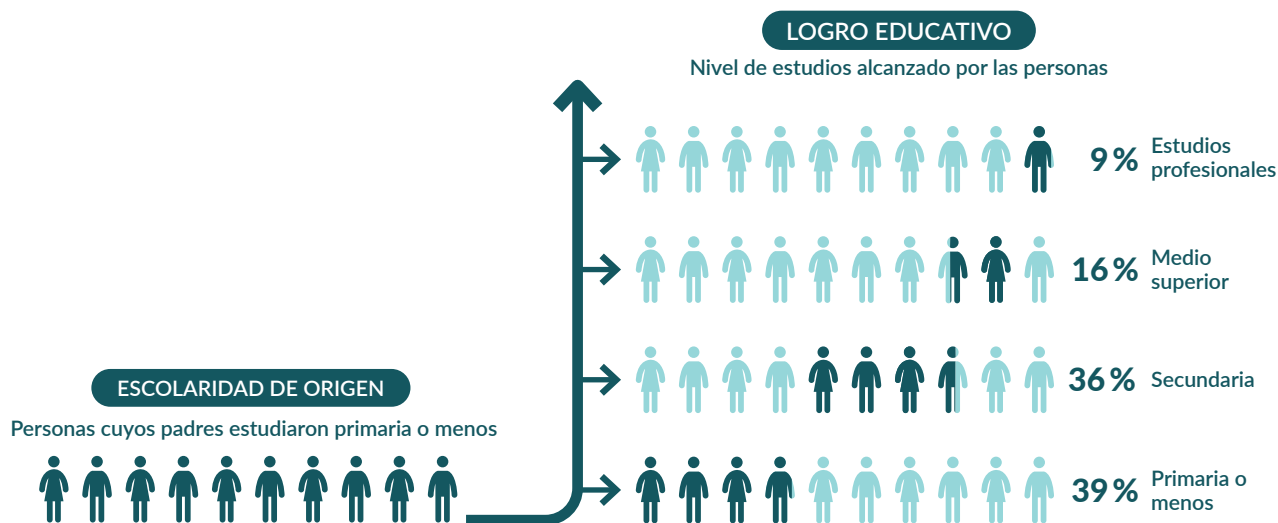 LOGRO EDUCATIVO
Nivel de estudios alcanzado por las personas
9% Estudios
profesionales
16% Medio
superior
36% Secundaria
39% Primaria o
menos
ESCOLARIDAD DE ORIGEN
Personas cuyos padres estudiaron primaria o menos